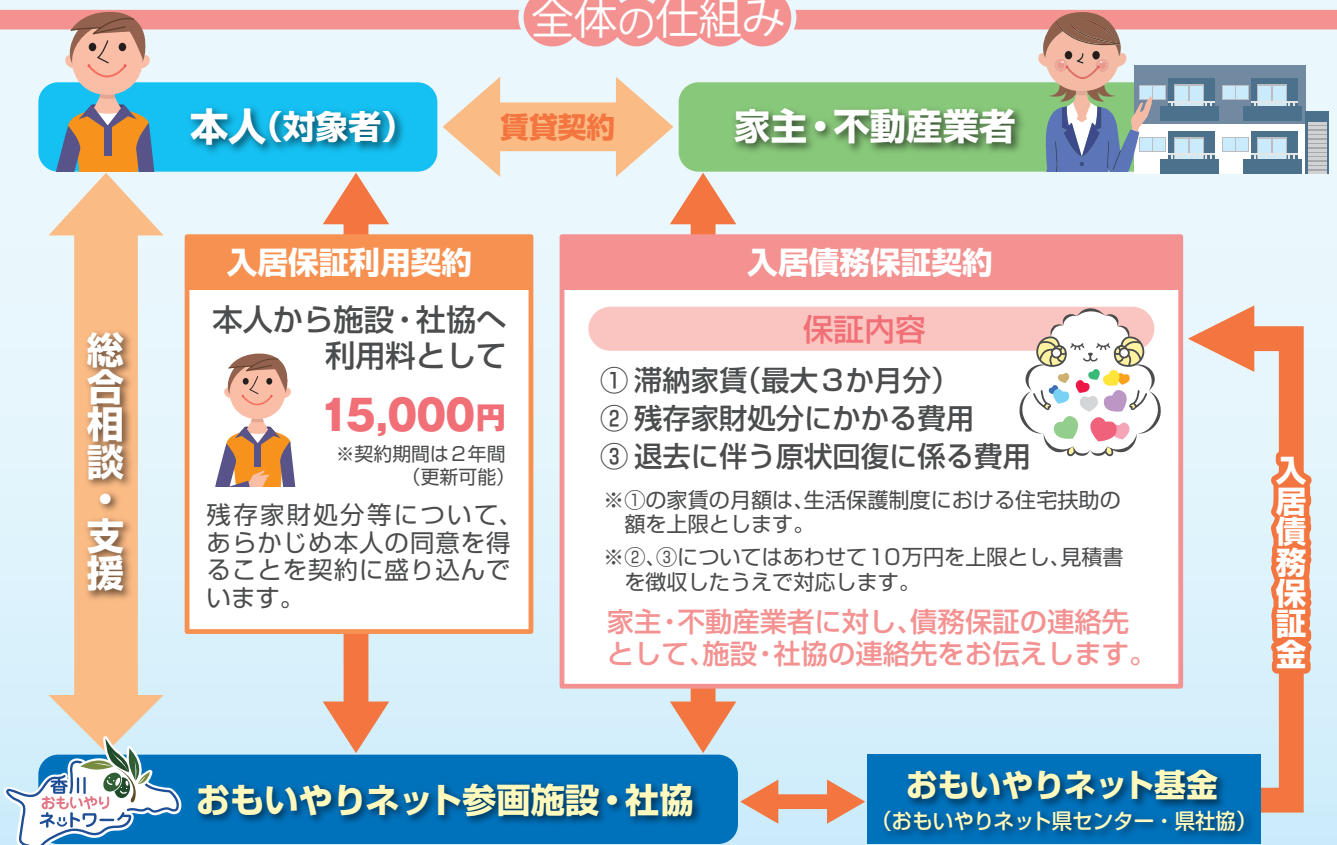 全体の仕組み
本人(対象者)
賃貸契約
家主・不動産業者
総合相談・支援
入居保証利用契約
本人から施設・社協へ
利用料として
15,000円
※契約期間は2年間
(更新可能)
残存家財処分等について、
あらかじめ本人の同意を得
ることを契約に盛り込んで
います。
入居債務保証契約
保証内容
①滞納家賃(最大3か月分)
②残存家財処分にかかる費用
③退去に伴う原状回復に係る費用
※①の家賃の月額は、生活保護制度における住宅扶助の
額を上限とします。
※②、③についてはあわせて10万円を上限とし、見積書
を徴収したうえで対応します。
家主・不動産業者に対し、債務保証の連絡先
として、施設・社協の連絡先をお伝えします。
入居債務保証金
香川
おもいやり
ネットワーク
おもいやりネット参画施設・社協
おもいやりネット基金
(おもいやりネット県センター・県社協)